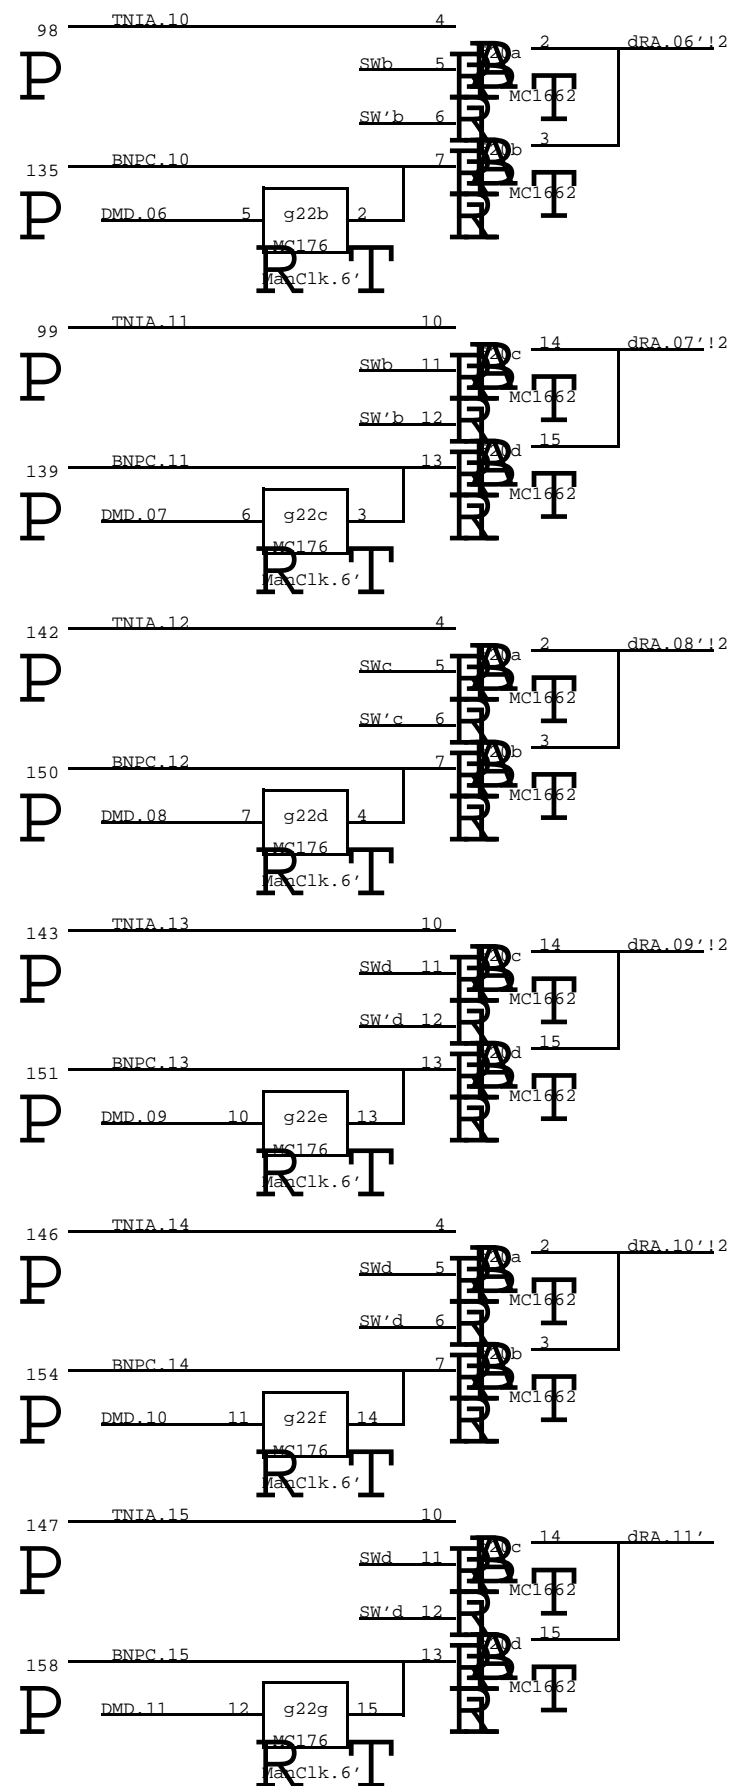 98 TNIA.10 4
P SWb 5 2 dRA.06'!2
MC1662 T
SW'b 6
135 BNPC.10 7 3
P DMD.06 5 g22b 2 MC1662 T
MC176
R ManClk.6' T
99 TNIA.11 10
P SWb 11 14 dRA.07'!2
MC1662 T
SW'b 12
139 BNPC.11 13 15
P DMD.07 6 g22c 3 MC1662 T
MC176
R ManClk.6' T
142 TNIA.12 4
P SWc 5 2 dRA.08'!2
MC1662 T
SW'c 6
150 BNPC.12 7 3
P DMD.08 7 g22d 4 MC1662 T
MC176
R ManClk.6' T
143 TNIA.13 10
P SWd 11 14 dRA.09'!2
MC1662 T
SW'd 12
151 BNPC.13 13 15
P DMD.09 10 g22e 13 MC1662 T
MC176
R ManClk.6' T
146 TNIA.14 4
P SWd 5 2 dRA.10'!2
MC1662 T
SW'd 6
154 BNPC.14 7 3
P DMD.10 11 g22f 14 MC1662 T
MC176
R ManClk.6' T
147 TNIA.15 10
P SWd 11 14 dRA.11'
MC1662 T
SW'd 12
158 BNPC.15 13 15
P DMD.11 12 g22g 15 MC1662 T
MC176
R ManClk.6' T